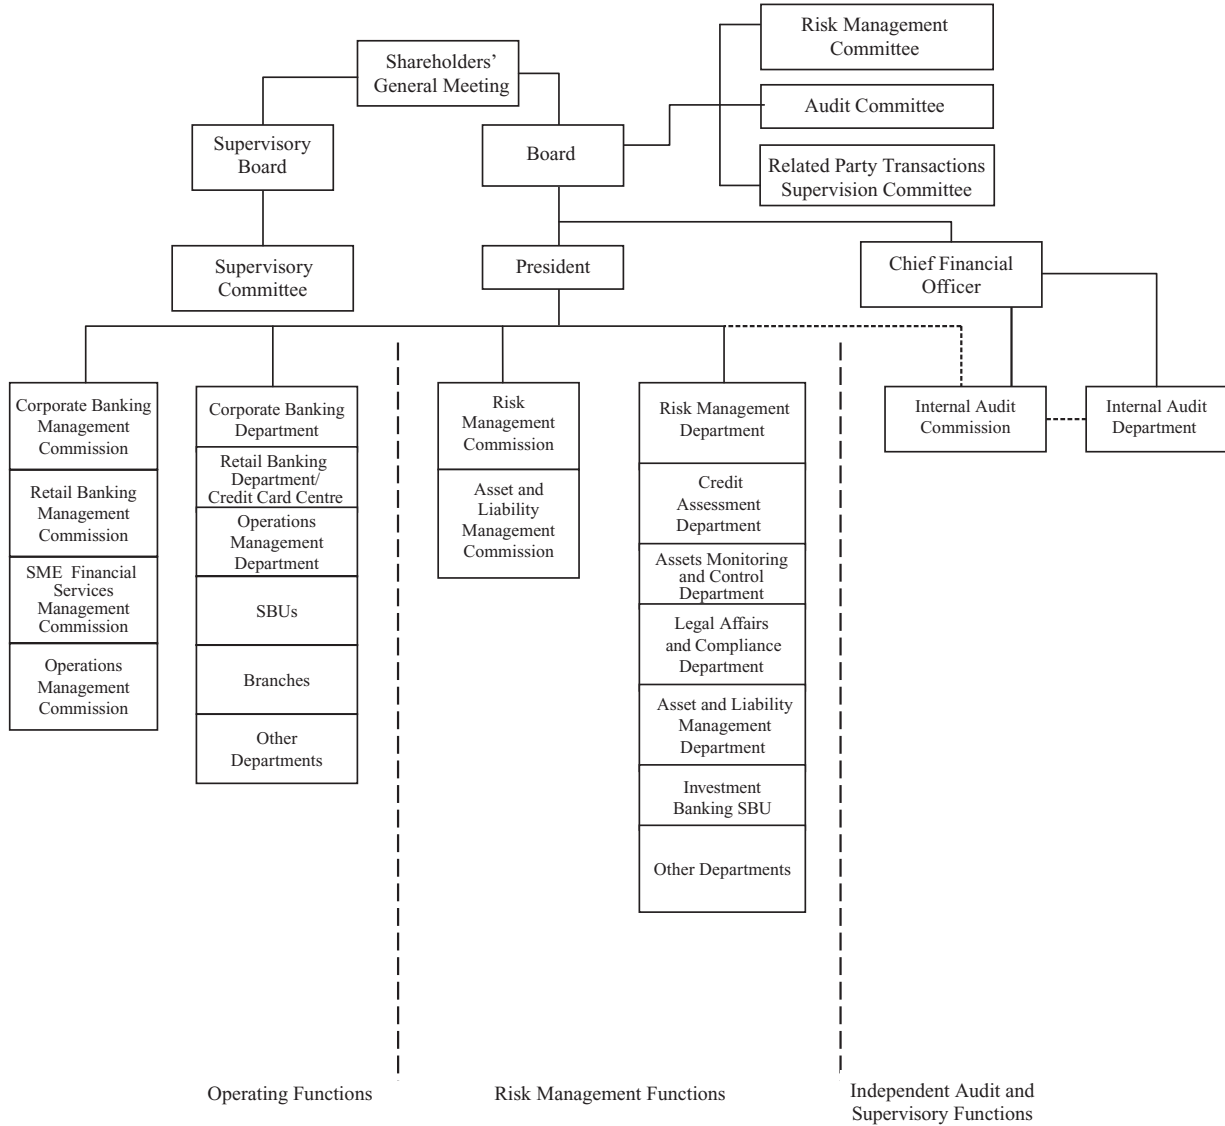 Risk Management
Committee
Shareholders’
General Meeting
Audit Committee
Supervisory
Board
Board
Related Party Transactions
Supervision Committee
Supervisory
Committee
President
Chief Financial
Officer
Corporate Banking
Management
Commission
Retail Banking
Management
Commission
SME Financial
Services
Management
Commission
Operations
Management
Commission
Corporate Banking
Department
Retail Banking
Department/
Credit Card Centre
Operations
Management
Department
SBUs
Branches
Other
Departments
Risk
Management
Commission
Asset and
Liability
Management
Commission
Risk Management
Department
Credit
Assessment
Department
Assets Monitoring
and Control
Department
Legal Affairs
and Compliance
Department
Asset and Liability
Management
Department
Investment
Banking SBU
Other Departments
Internal Audit
Commission
Internal Audit
Department
Operating Functions
Risk Management Functions
Independent Audit and
Supervisory Functions